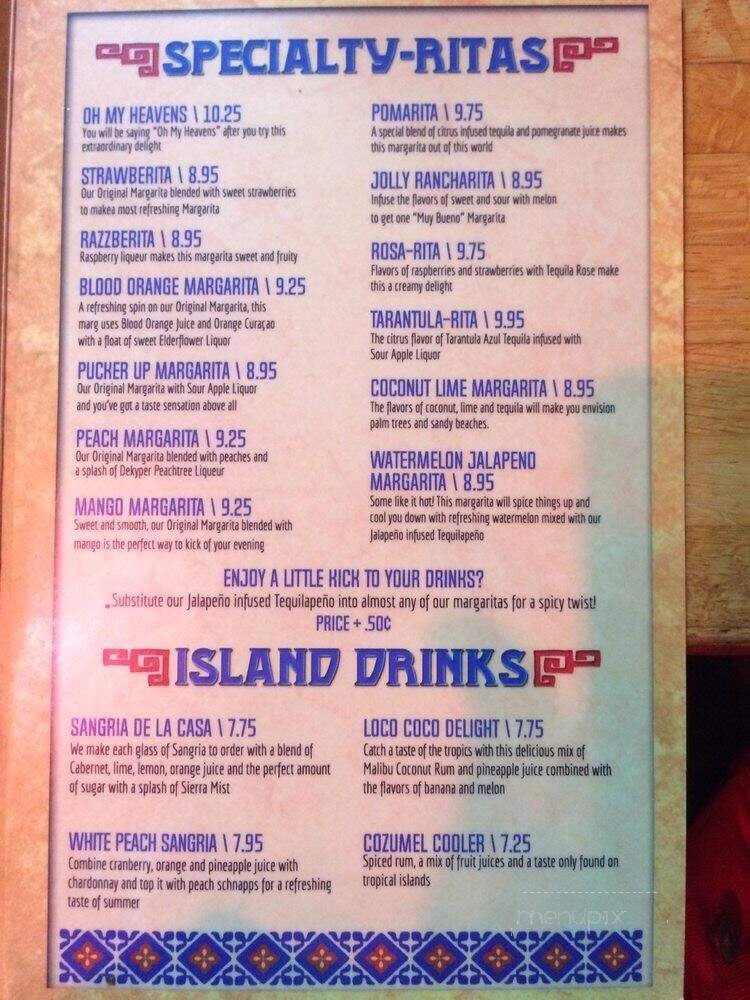 SPECIALTY-RITAS
OH MY HEAVENS \ 10.25
You will be saying "Oh My Heavens" after you try this
extraordinary delight
STRAWBERITA \ 8.95
Our Original Margarita blended with sweet strawberries
to makea most refreshing Margarita
RAZZBERITA \ 8.95
Raspberry liqueur makes this margarita sweet and fruity
BLOOD ORANGE MARGARITA \ 9.25
A refreshing spin on our Original Margarita, this
marg uses Blood Orange Juice and Orange Curaçao
with a float of sweet Elderflower Liquor
PUCKER UP MARGARITA \ 8.95
Our Original Margarita with Sour Apple Liquor
and you've got a taste sensation above all
PEACH MARGARITA \ 9.25
Our Original Margarita blended with peaches and
a splash of Dekyper Peachtree Liqueur
MANGO MARGARITA \ 9.25
Sweet and smooth, our Original Margarita blended with
mango is the perfect way to kick of your evening
POMARITA \ 9.75
A special blend of citrus infused tequila and pomegranate juice makes
this margarita out of this world
JOLLY RANCHARITA \ 8.95
Infuse the flavors of sweet and sour with melon
to get one "Muy Bueno" Margarita
ROSA-RITA \ 9.75
Flavors of raspberries and strawberries with Tequila Rose make
this a creamy delight
TARANTULA-RITA \ 9.95
The citrus flavor of Tarantula Azul Tequila infused with
Sour Apple Liquor
COCONUT LIME MARGARITA \ 8.95
The flavors of coconut, lime and tequila will make you envision
palm trees and sandy beaches.
WATERMELON JALAPENO
MARGARITA \ 8.95
Some like it hot! This margarita will spice things up and
cool you down with refreshing watermelon mixed with our
Jalapeño infused Tequilapeño
ENJOY A LITTLE KICK TO YOUR DRINKS?
Substitute our Jalapeño infused Tequilapeño into almost any of our margaritas for a spicy twist!
PRICE + .50¢
ISLAND DRINKS
SANGRIA DE LA CASA \ 7.75
We make each glass of Sangria to order with a blend of
Cabernet, lime, lemon, orange juice and the perfect amount
of sugar with a splash of Sierra Mist
WHITE PEACH SANGRIA \ 7.95
Combine cranberry, orange and pineapple juice with
chardonnay and top it with peach schnapps for a refreshing
taste of summer
LOCO COCO DELIGHT \ 7.75
Catch a taste of the tropics with this delicious mix of
Malibu Coconut Rum and pineapple juice combined with
the flavors of banana and melon
COZUMEL COOLER \ 7.25
Spiced rum, a mix of fruit juices and a taste only found on
tropical islands
menupix